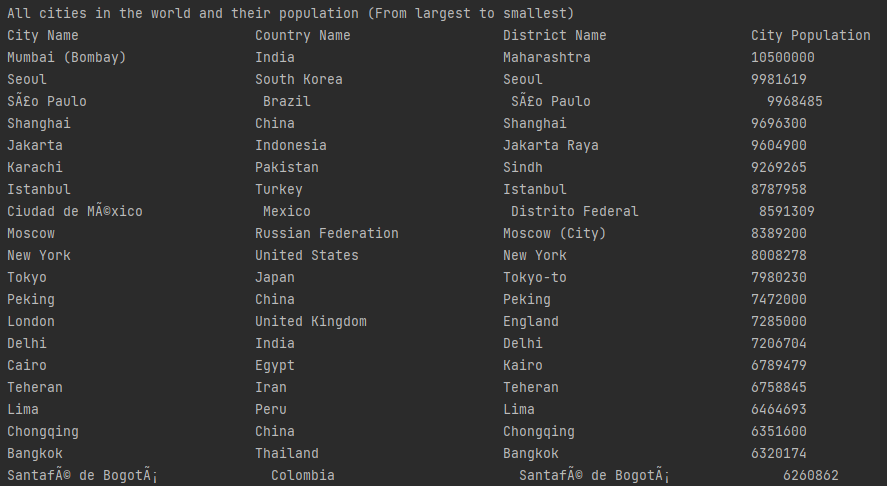 All cities in the world and their population (From largest to smallest)
City Name Country Name District Name City Population
Mumbai (Bombay) India Maharashtra 10500000
Seoul South Korea Seoul 9981619
SÃ£o Paulo Brazil SÃ£o Paulo 9968485
Shanghai China Shanghai 9696300
Jakarta Indonesia Jakarta Raya 9604900
Karachi Pakistan Sindh 9269265
Istanbul Turkey Istanbul 8787958
Ciudad de MÃ©xico Mexico Distrito Federal 8591309
Moscow Russian Federation Moscow (City) 8389200
New York United States New York 8008278
Tokyo Japan Tokyo-to 7980230
Peking China Peking 7472000
London United Kingdom England 7285000
Delhi India Delhi 7206704
Cairo Egypt Kairo 6789479
Teheran Iran Teheran 6758845
Lima Peru Lima 6464693
Chongqing China Chongqing 6351600
Bangkok Thailand Bangkok 6320174
SantafÃ© de BogotÃ¡ Colombia SantafÃ© de BogotÃ¡ 6260862